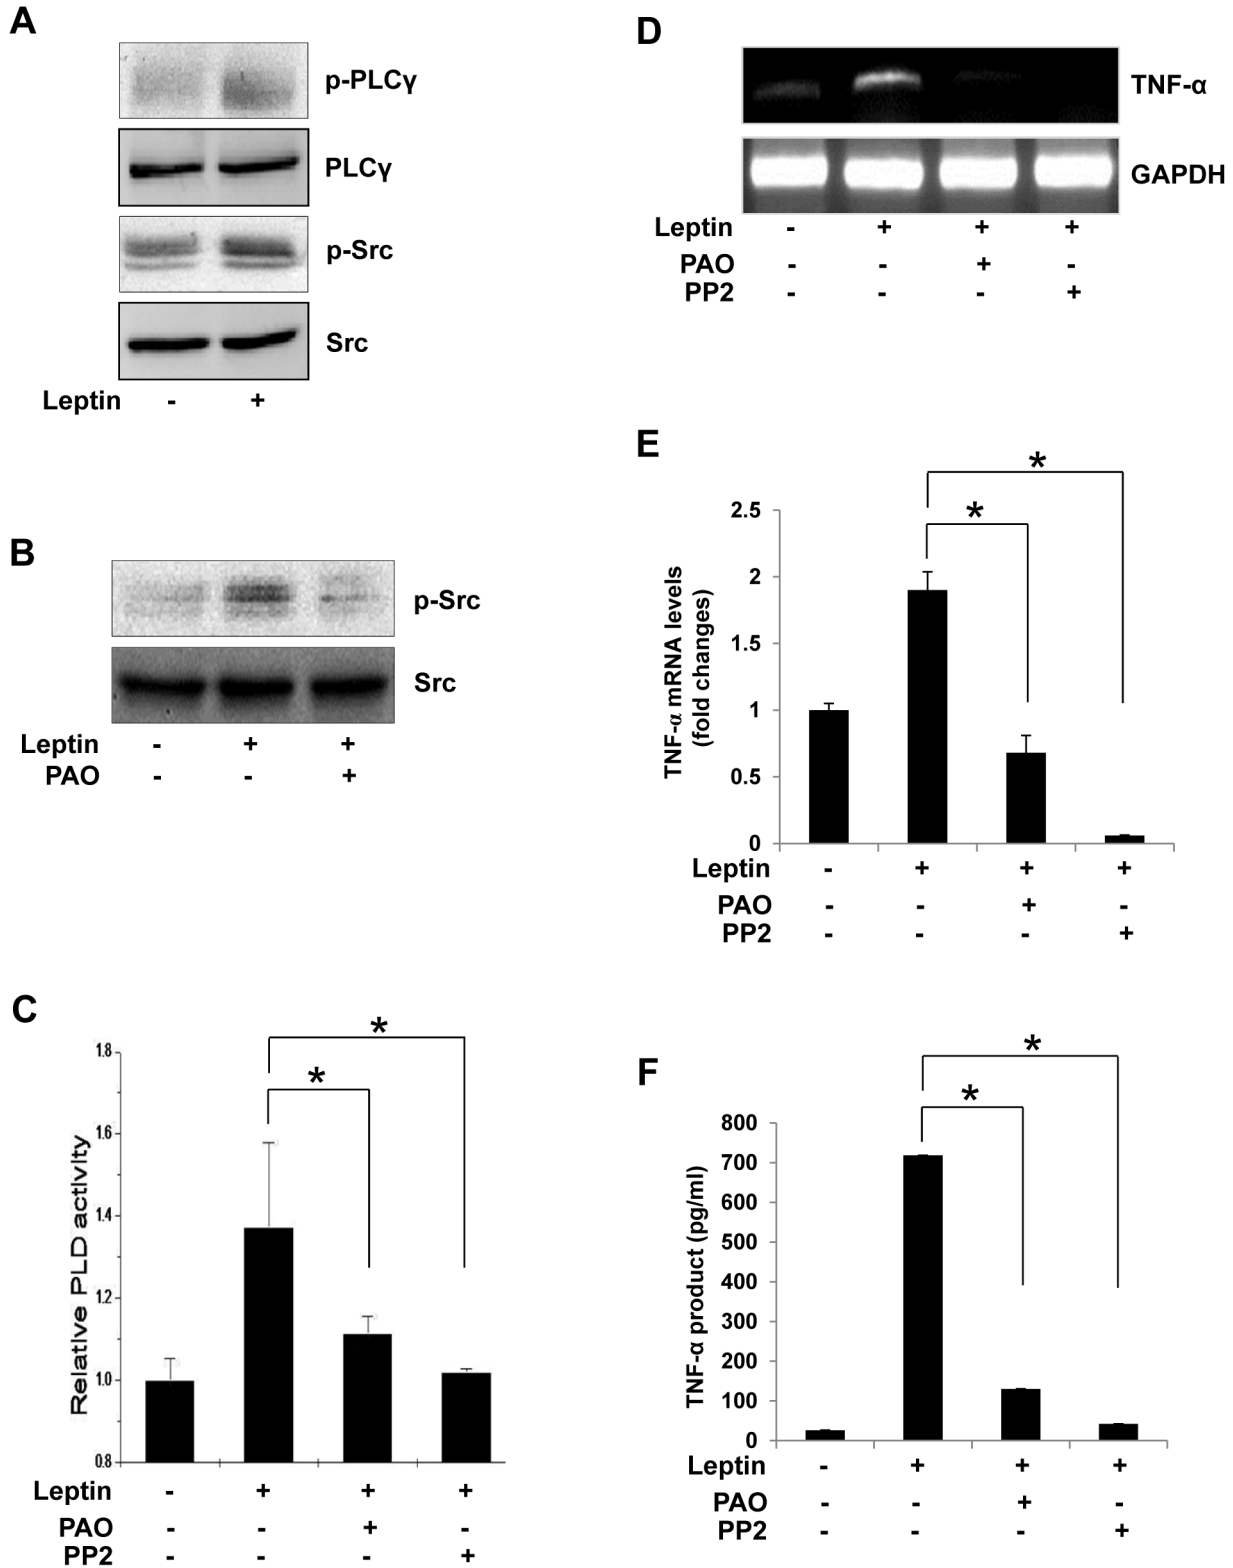 A
p-PLCγ
PLCγ
p-Src
Src
Leptin - +
B
p-Src
Src
Leptin - + +
PAO - - +
C
*
*
1.8
1.6
1.4
1.2
1.0
0.8
Relative PLD activity
Leptin - + + +
PAO - - + -
PP2 - - - +
D
TNF-α
GAPDH
Leptin - + + +
PAO - - + -
PP2 - - - +
E
*
*
2.5
2
1.5
1
0.5
0
TNF-α mRNA levels
(fold changes)
Leptin - + + +
PAO - - + -
PP2 - - - +
F
*
*
800
700
600
500
400
300
200
100
0
TNF-α product (pg/ml)
Leptin - + + +
PAO - - + -
PP2 - - - +